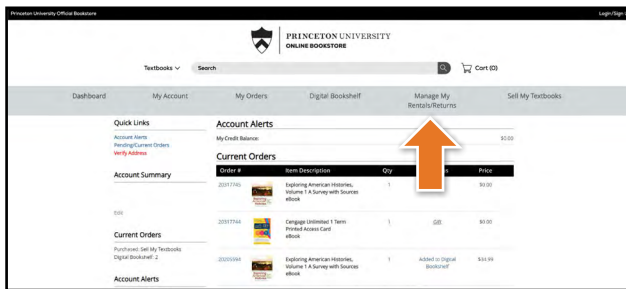 Princeton University Official Bookstore
Login/Sign
PRINCETON UNIVERSITY
ONLINE BOOKSTORE
Textbooks
Search
Cart (0)
Dashboard
My Account
My Orders
Digital Bookshelf
Manage My
Rentals/Returns
Sell My Textbooks
Quick Links
Account Alerts
Pending/Current Orders
Verify Address
Account Summary
Edit
Current Orders
Purchased: Sell My Textbooks
Digital Bookshelf: 2
Account Alerts
Account Alerts
My Credit Balance:
$0.00
Current Orders
Order #
Item Description
Qty
Price
20317745
Exploring American Histories,
Volume 1 A Survey with Sources
eBook
1
$0.00
20317744
Cengage Unlimited 1 Term
Printed Access Card
eBook
1
Gift
$0.00
20205594
Exploring American Histories,
Volume 1 A Survey with Sources
eBook
1
Added to Digital
Bookshelf
$34.99